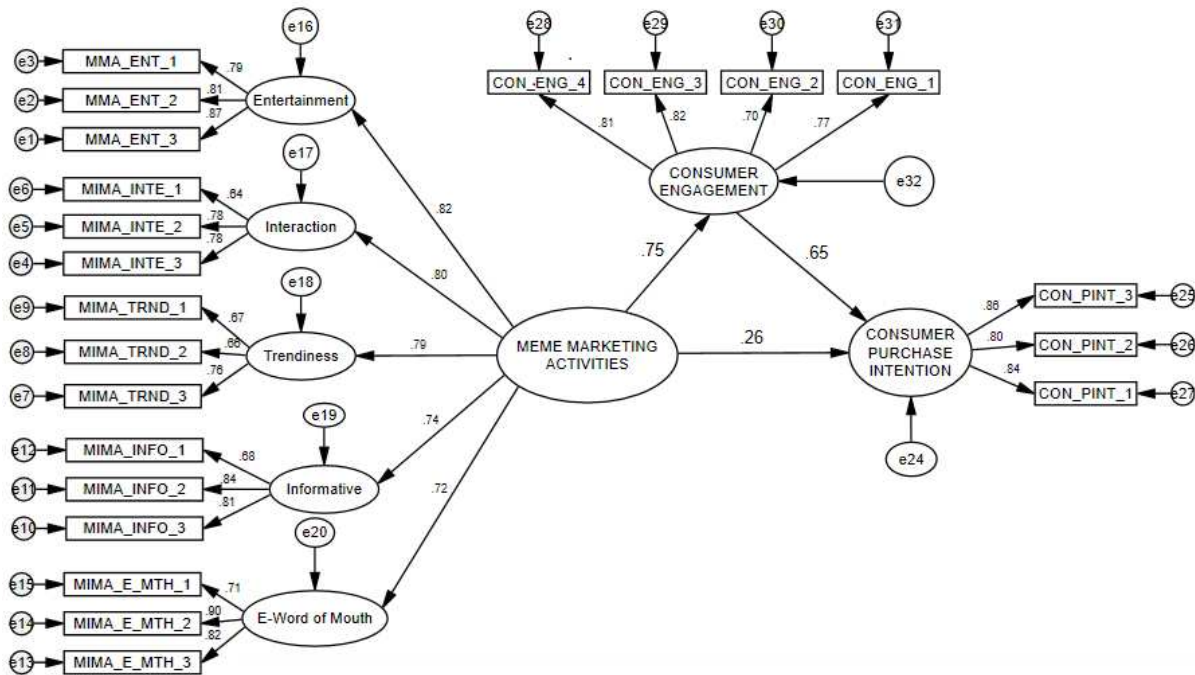 e16
e3
MMA_ENT_1
.79
e2
MMA_ENT_2
.81
Entertainment
e1
MMA_ENT_3
.87
e17
e6
MIMA_INTE_1
.64
e5
MIMA_INTE_2
.78
Interaction
e4
MIMA_INTE_3
.78
e18
e9
MIMA_TRND_1
.67
e8
MIMA_TRND_2
.66
Trendiness
e7
MIMA_TRND_3
.76
e19
e12
MIMA_INFO_1
.68
e11
MIMA_INFO_2
.84
Informative
e10
MIMA_INFO_3
.81
e20
e15
MIMA_E_MTH_1
.71
e14
MIMA_E_MTH_2
.90
E-Word of Mouth
e13
MIMA_E_MTH_3
.82
.82
.80
.79
.74
.72
MEME MARKETING
ACTIVITIES
.75
.26
.65
e28
e29
e30
e31
CON_ENG_4
CON_ENG_3
CON_ENG_2
CON_ENG_1
.81
.82
.70
.77
CONSUMER
ENGAGEMENT
e32
CONSUMER
PURCHASE
INTENTION
e24
.86
CON_PINT_3
e25
.80
CON_PINT_2
e26
.84
CON_PINT_1
e27